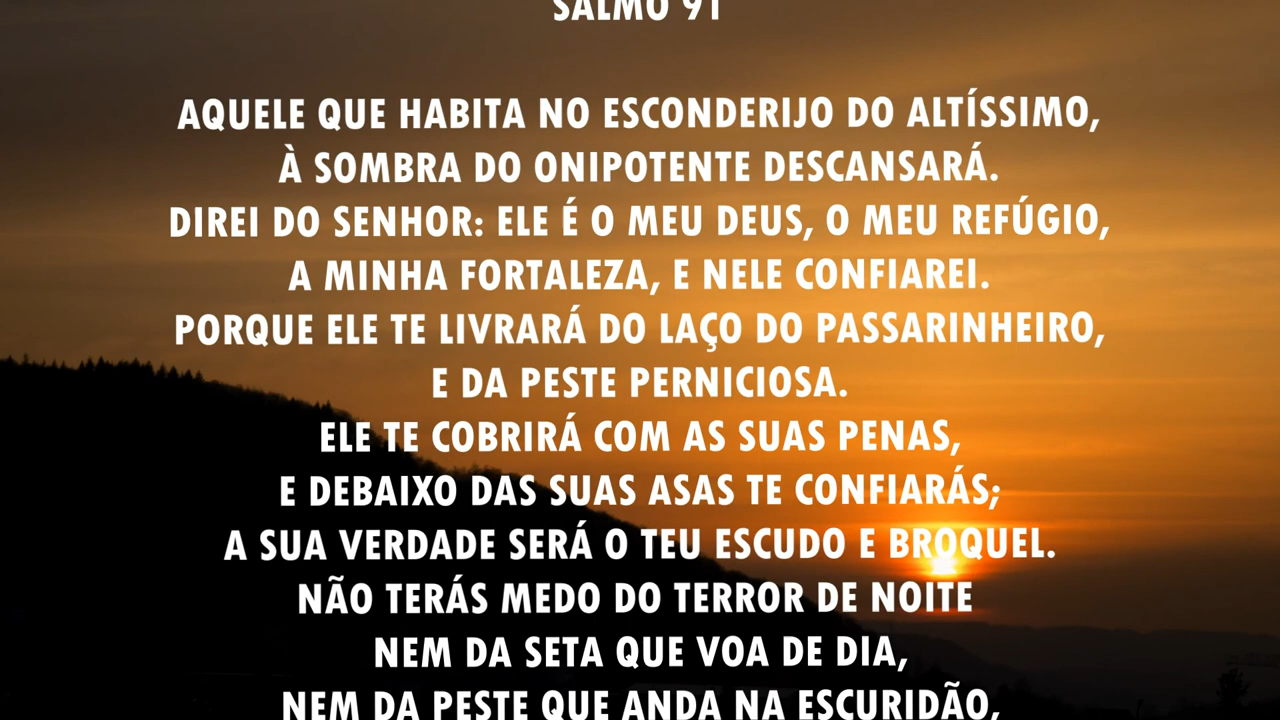 SALMO 91
AQUELE QUE HABITA NO ESCONDERIJO DO ALTÍSSIMO,
À SOMBRA DO ONIPOTENTE DESCANSARÁ.
DIREI DO SENHOR: ELE É O MEU DEUS, O MEU REFÚGIO,
A MINHA FORTALEZA, E NELE CONFIAREI.
PORQUE ELE TE LIVRARÁ DO LAÇO DO PASSARINHEIRO,
E DA PESTE PERNICIOSA.
ELE TE COBRIRÁ COM AS SUAS PENAS,
E DEBAIXO DAS SUAS ASAS TE CONFIARÁS;
A SUA VERDADE SERÁ O TEU ESCUDO E BROQUEL.
NÃO TERÁS MEDO DO TERROR DE NOITE
NEM DA SETA QUE VOA DE DIA,
NEM DA PESTE QUE ANDA NA ESCURIDÃO,